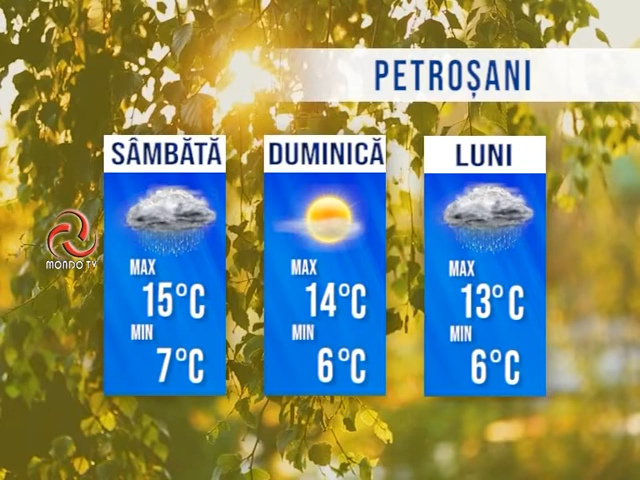 PETROȘANI
SÂMBĂTĂ
MAX
15°C
MIN
7°C
DUMINICĂ
MAX
14°C
MIN
6°C
LUNI
MAX
13°C
MIN
6°C
MONDO TV